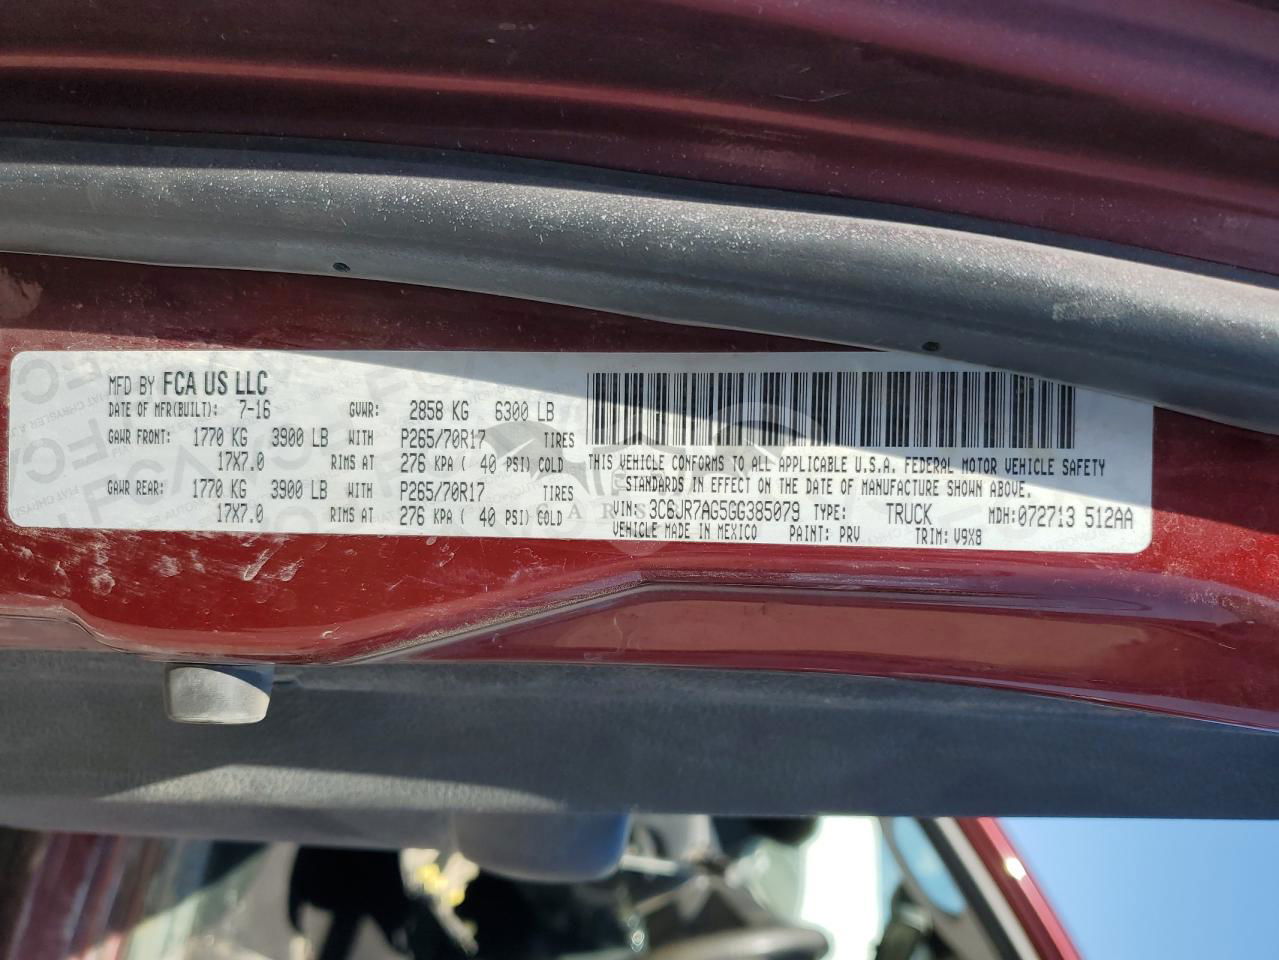 MFD BY FCA US LLC
DATE OF MFR(BUILT): 7-16 GVWR: 2858 KG 6300 LB
GAWR FRONT: 1770 KG 3900 LB WITH P265/70R17 TIRES
17X7.0 RIMS AT 276 KPA ( 40 PSI) COLD
GAWR REAR: 1770 KG 3900 LB WITH P265/70R17 TIRES
17X7.0 RIMS AT 276 KPA ( 40 PSI) COLD
THIS VEHICLE CONFORMS TO ALL APPLICABLE U.S.A. FEDERAL MOTOR VEHICLE SAFETY
STANDARDS IN EFFECT ON THE DATE OF MANUFACTURE SHOWN ABOVE.
VIN: 3C6JR7AG5GG385079 TYPE: TRUCK MDH: 072713 512AA
VEHICLE MADE IN MEXICO PAINT: PRV TRIM: V9X8
CARS